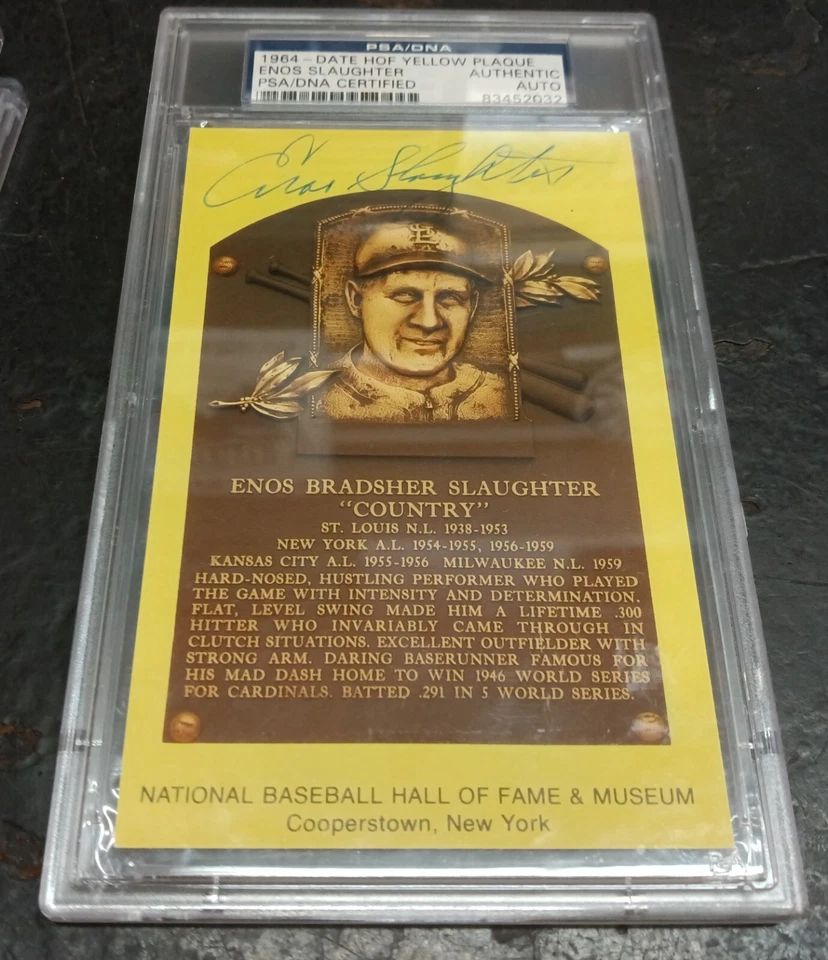 PSA/DNA
1964 - DATE HOF YELLOW PLAQUE
ENOS SLAUGHTER AUTHENTIC
PSA/DNA CERTIFIED AUTO
83452032
Enos Slaughter
ENOS BRADSHER SLAUGHTER
"COUNTRY"
ST. LOUIS N.L. 1938-1953
NEW YORK A.L. 1954-1955, 1956-1959
KANSAS CITY A.L. 1955-1956 MILWAUKEE N.L. 1959
HARD-NOSED, HUSTLING PERFORMER WHO PLAYED
THE GAME WITH INTENSITY AND DETERMINATION.
FLAT, LEVEL SWING MADE HIM A LIFETIME .300
HITTER WHO INVARIABLY CAME THROUGH IN
CLUTCH SITUATIONS. EXCELLENT OUTFIELDER WITH
STRONG ARM. DARING BASERUNNER FAMOUS FOR
HIS MAD DASH HOME TO WIN 1946 WORLD SERIES
FOR CARDINALS. BATTED .291 IN 5 WORLD SERIES.
NATIONAL BASEBALL HALL OF FAME & MUSEUM
Cooperstown, New York
PSA